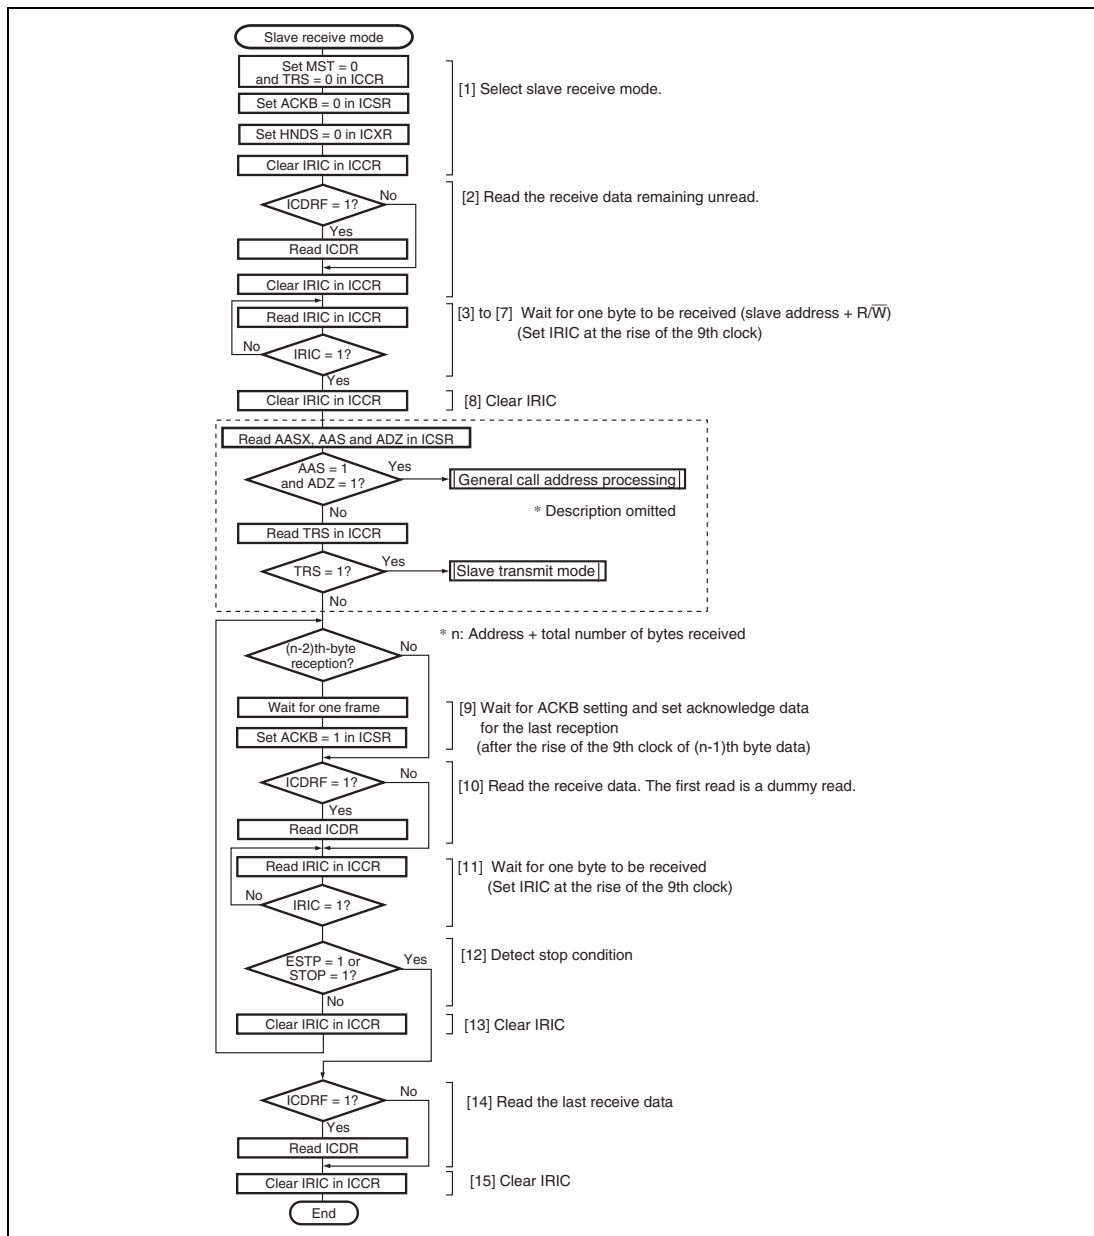 Slave receive mode
Set MST = 0
and TRS = 0 in ICCR
[1] Select slave receive mode.
Set ACKB = 0 in ICSR
Set HNDS = 0 in ICXR
Clear IRIC in ICCR
No
[2] Read the receive data remaining unread.
ICDRF = 1?
Yes
Read ICDR
Clear IRIC in ICCR
[3] to [7] Wait for one byte to be received (slave address + R/W̅)
Read IRIC in ICCR
(Set IRIC at the rise of the 9th clock)
No
IRIC = 1?
Yes
Clear IRIC in ICCR
[8] Clear IRIC
Read AASX, AAS and ADZ in ICSR
AAS = 1
and ADZ = 1?
Yes
General call address processing
No
* Description omitted
Read TRS in ICCR
Yes
TRS = 1?
Slave transmit mode
No
* n: Address + total number of bytes received
(n-2)th-byte
reception?
No
Wait for one frame
[9] Wait for ACKB setting and set acknowledge data
for the last reception
Set ACKB = 1 in ICSR
(after the rise of the 9th clock of (n-1)th byte data)
No
ICDRF = 1?
[10] Read the receive data. The first read is a dummy read.
Yes
Read ICDR
Read IRIC in ICCR
[11] Wait for one byte to be received
(Set IRIC at the rise of the 9th clock)
No
IRIC = 1?
[12] Detect stop condition
ESTP = 1 or
STOP = 1?
Yes
No
Clear IRIC in ICCR
[13] Clear IRIC
No
ICDRF = 1?
[14] Read the last receive data
Yes
Read ICDR
Clear IRIC in ICCR
[15] Clear IRIC
End